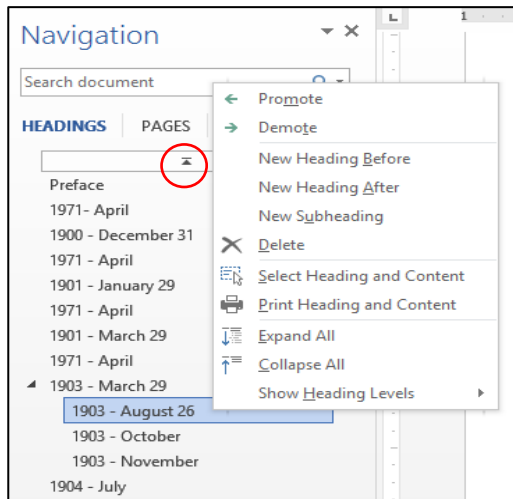 Navigation
Search document
HEADINGS PAGES
Preface
1971- April
1900 - December 31
1971 - April
1901 - January 29
1971 - April
1901 - March 29
1971 - April
1903 - March 29
1903 - August 26
1903 - October
1903 - November
1904 - July
Promote
Demote
New Heading Before
New Heading After
New Subheading
Delete
Select Heading and Content
Print Heading and Content
Expand All
Collapse All
Show Heading Levels
L
1